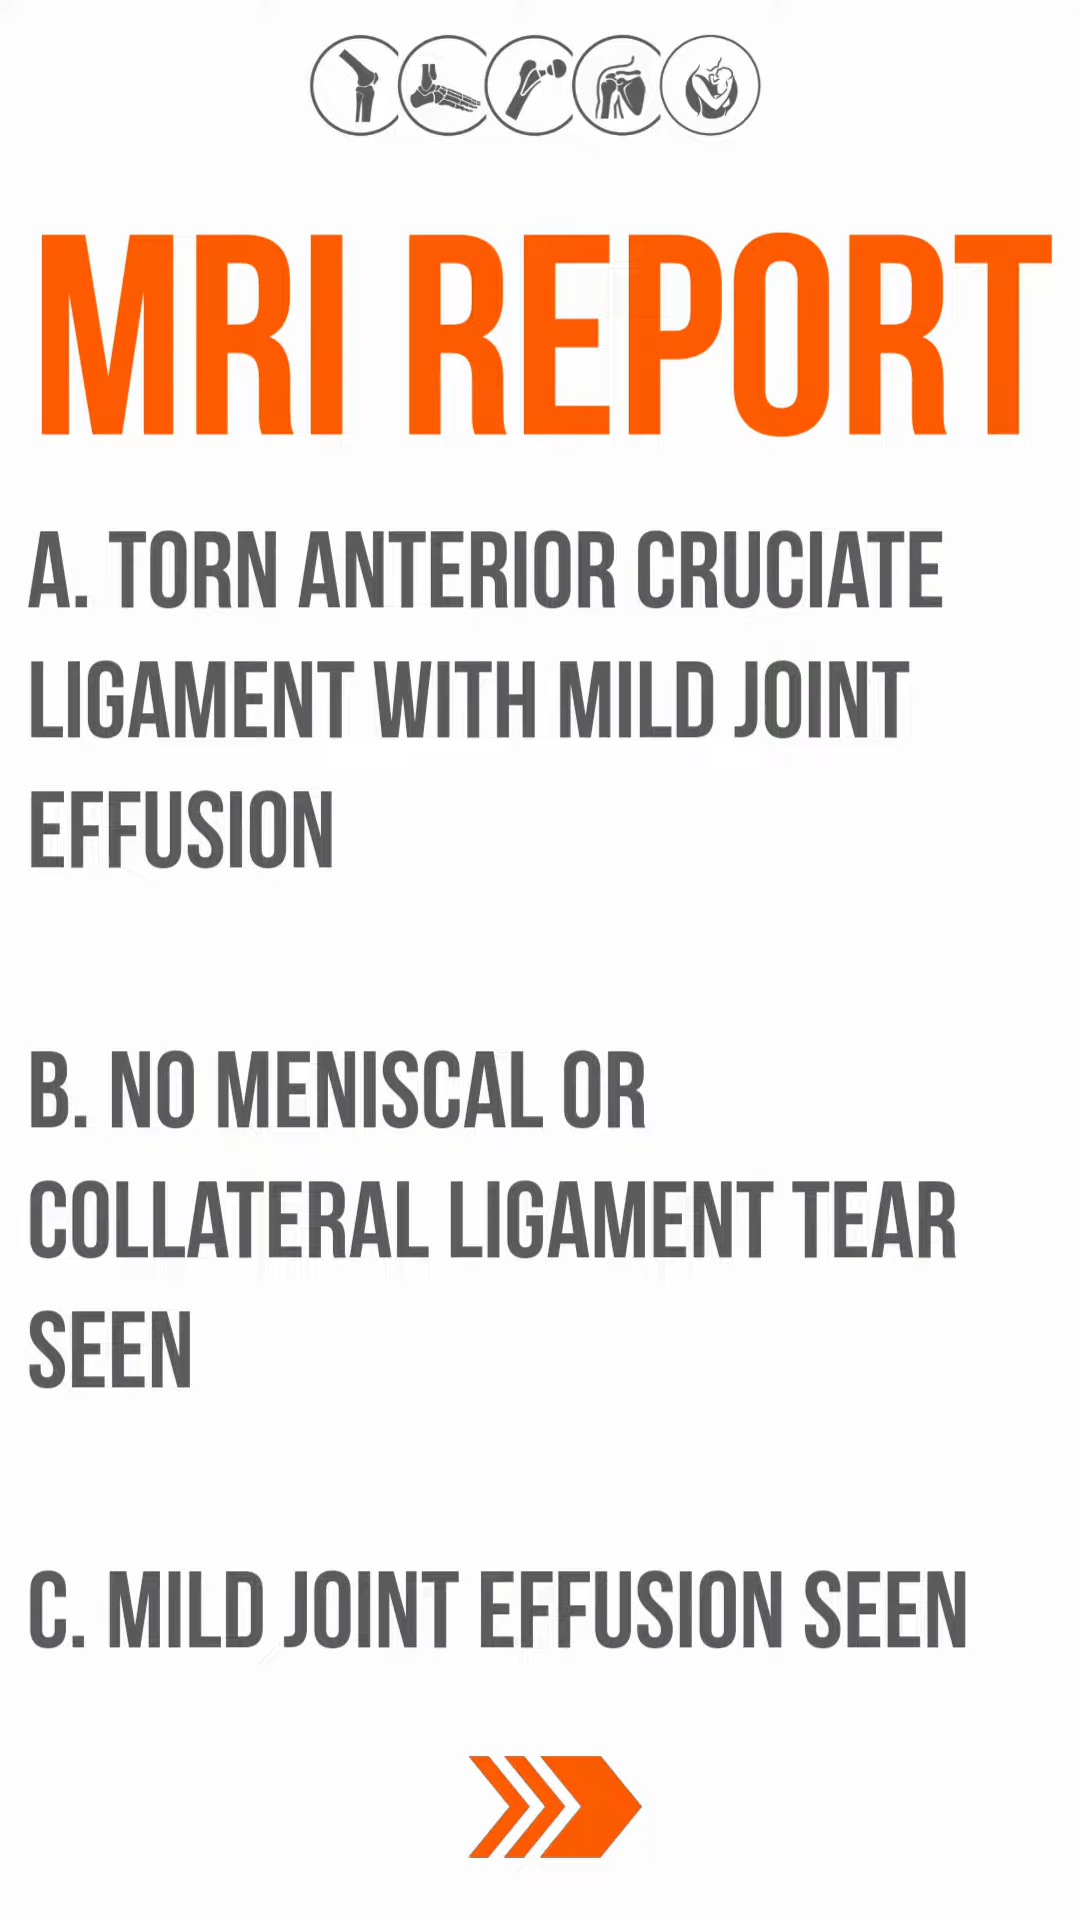 MRI REPORT
A. TORN ANTERIOR CRUCIATE
LIGAMENT WITH MILD JOINT
EFFUSION
B. NO MENISCAL OR
COLLATERAL LIGAMENT TEAR
SEEN
C. MILD JOINT EFFUSION SEEN